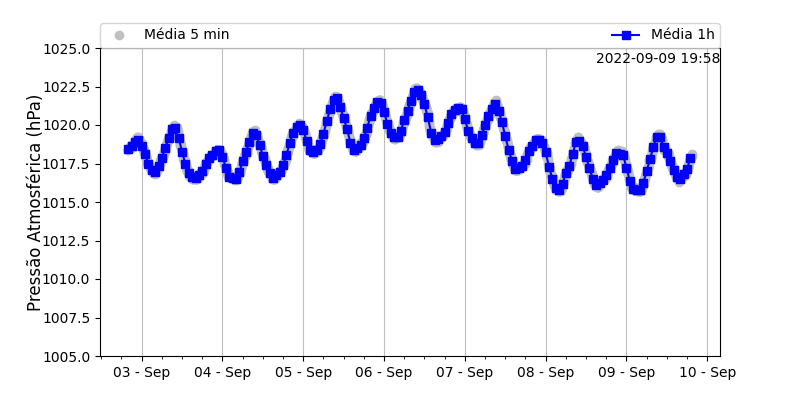 Média 5 min
Média 1h
2022-09-09 19:58
Pressão Atmosférica (hPa)
1025.0
1022.5
1020.0
1017.5
1015.0
1012.5
1010.0
1007.5
1005.0
03 - Sep
04 - Sep
05 - Sep
06 - Sep
07 - Sep
08 - Sep
09 - Sep
10 - Sep